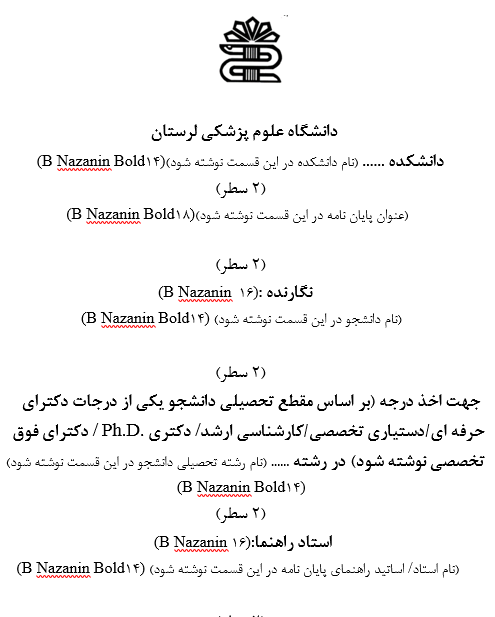 دانشگاه علوم پزشکی لرستان
دانشکده ...... (نام دانشکده در این قسمت نوشته شود)(B Nazanin Bold۱۴)
(۲ سطر)
(عنوان پایان نامه در این قسمت نوشته شود)(B Nazanin Bold۱۸)
(۲ سطر)
نگارنده :(B Nazanin ۱۶)
(نام دانشجو در این قسمت نوشته شود) (B Nazanin Bold۱۴)
(۲ سطر)
جهت اخذ درجه (بر اساس مقطع تحصیلی دانشجو یکی از درجات دکترای
حرفه ای/دستیاری تخصصی/کارشناسی ارشد/ دکتری Ph.D. / دکترای فوق
تخصصی نوشته شود) در رشته ...... (نام رشته تحصیلی دانشجو در این قسمت نوشته شود)
(B Nazanin Bold۱۴)
(۲ سطر)
استاد راهنما:(B Nazanin ۱۶)
(نام استاد/ اساتید راهنمای پایان نامه در این قسمت نوشته شود) (B Nazanin Bold۱۴)